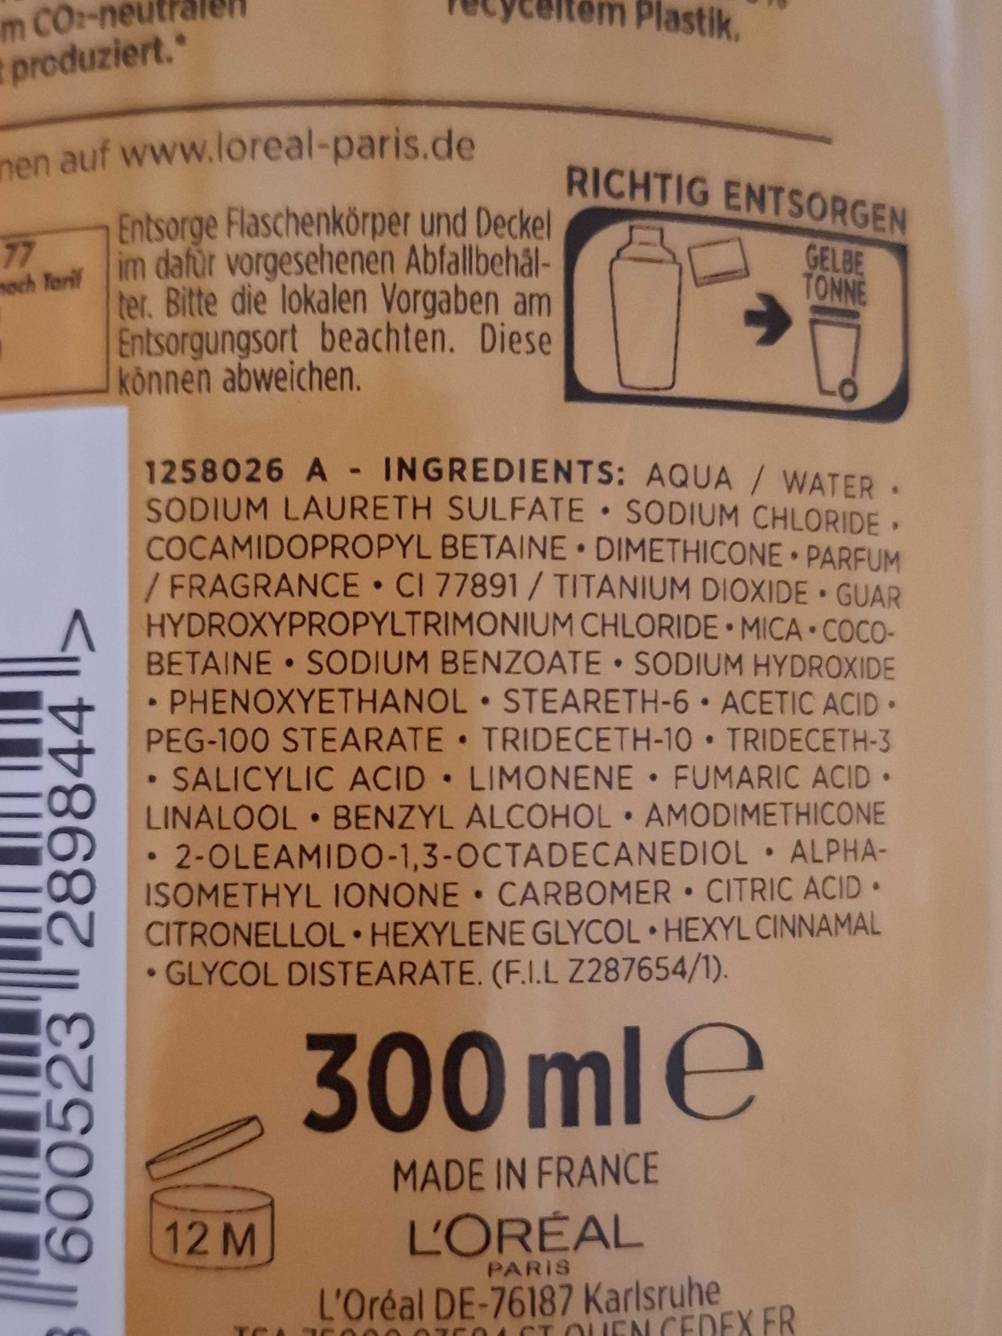 CO₂-neutralen
recyceltem Plastik.
produziert.*
auf www.loreal-paris.de
RICHTIG ENTSORGEN
GELBE
TONNE
77
nach Tarif
Entsorge Flaschenkörper und Deckel
im dafür vorgesehenen Abfallbehäl-
ter. Bitte die lokalen Vorgaben am
Entsorgungsort beachten. Diese
können abweichen.
1258026 A - INGREDIENTS: AQUA / WATER •
SODIUM LAURETH SULFATE • SODIUM CHLORIDE •
COCAMIDOPROPYL BETAINE • DIMETHICONE • PARFUM
/ FRAGRANCE • CI 77891 / TITANIUM DIOXIDE • GUAR
HYDROXYPROPYLTRIMONIUM CHLORIDE • MICA • COCO-
BETAINE • SODIUM BENZOATE • SODIUM HYDROXIDE
• PHENOXYETHANOL • STEARETH-6 • ACETIC ACID •
PEG-100 STEARATE • TRIDECETH-10 • TRIDECETH-3
• SALICYLIC ACID • LIMONENE • FUMARIC ACID •
LINALOOL • BENZYL ALCOHOL • AMODIMETHICONE
• 2-OLEAMIDO-1,3-OCTADECANEDIOL • ALPHA-
ISOMETHYL IONONE • CARBOMER • CITRIC ACID •
CITRONELLOL • HEXYLENE GLYCOL • HEXYL CINNAMAL
• GLYCOL DISTEARATE. (F.I.L Z287654/1).
600523 289844 >
300 ml e
MADE IN FRANCE
12 M
L'ORÉAL
PARIS
L'Oréal DE-76187 Karlsruhe
CEDEX FR